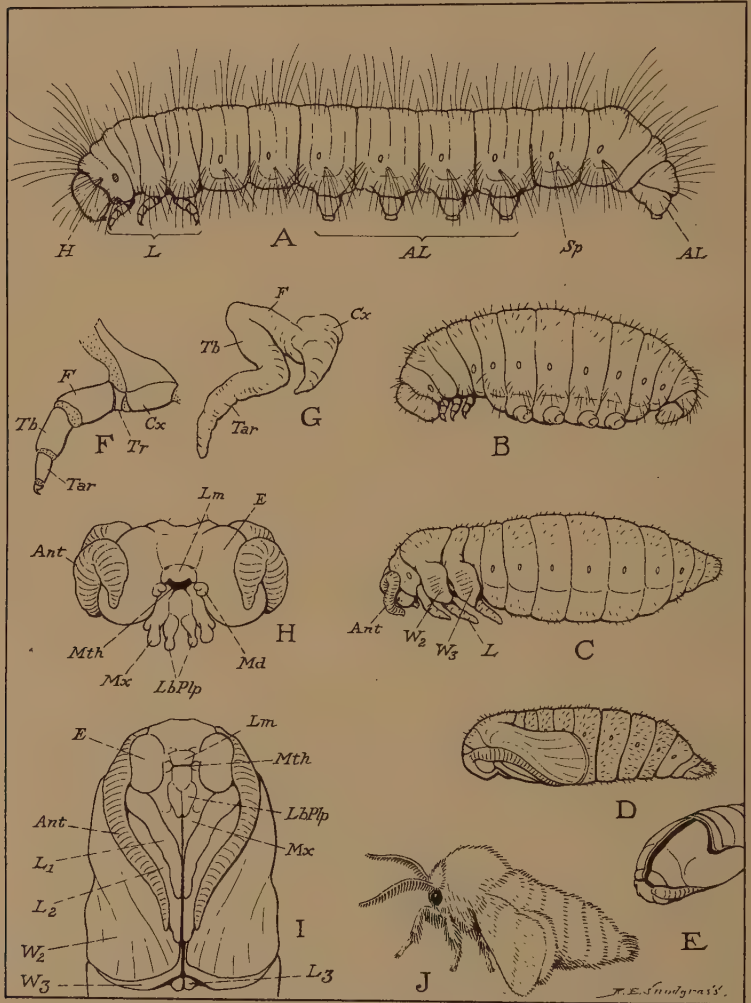 H L A AL Sp AL
F Cx
Tb
Tar
G
F
Tb
F Tr Cx
Tar
B
Lm E
Ant
H
Mth Md
Mx LbPlp
Ant W2 W3 L C
D
E Lm
Mth
LbPlp
Ant
Mx
L1
L2
I
W2
W3 L3
J
E
R. E. Snodgrass.